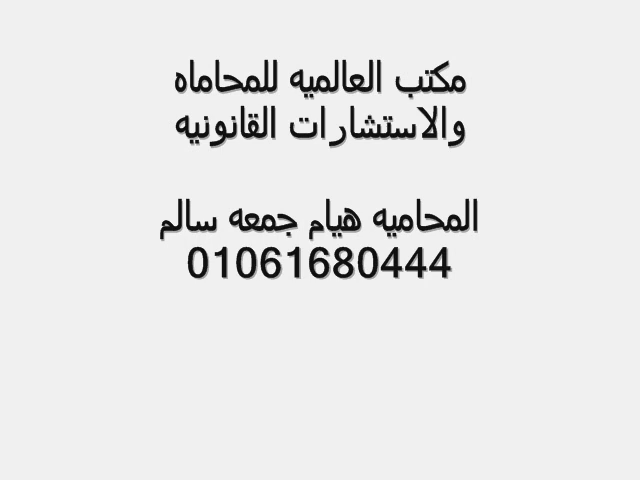 مكتب العالميه للمحاماه
والاستشارات القانونيه
المحاميه هيام جمعه سالم
01061680444